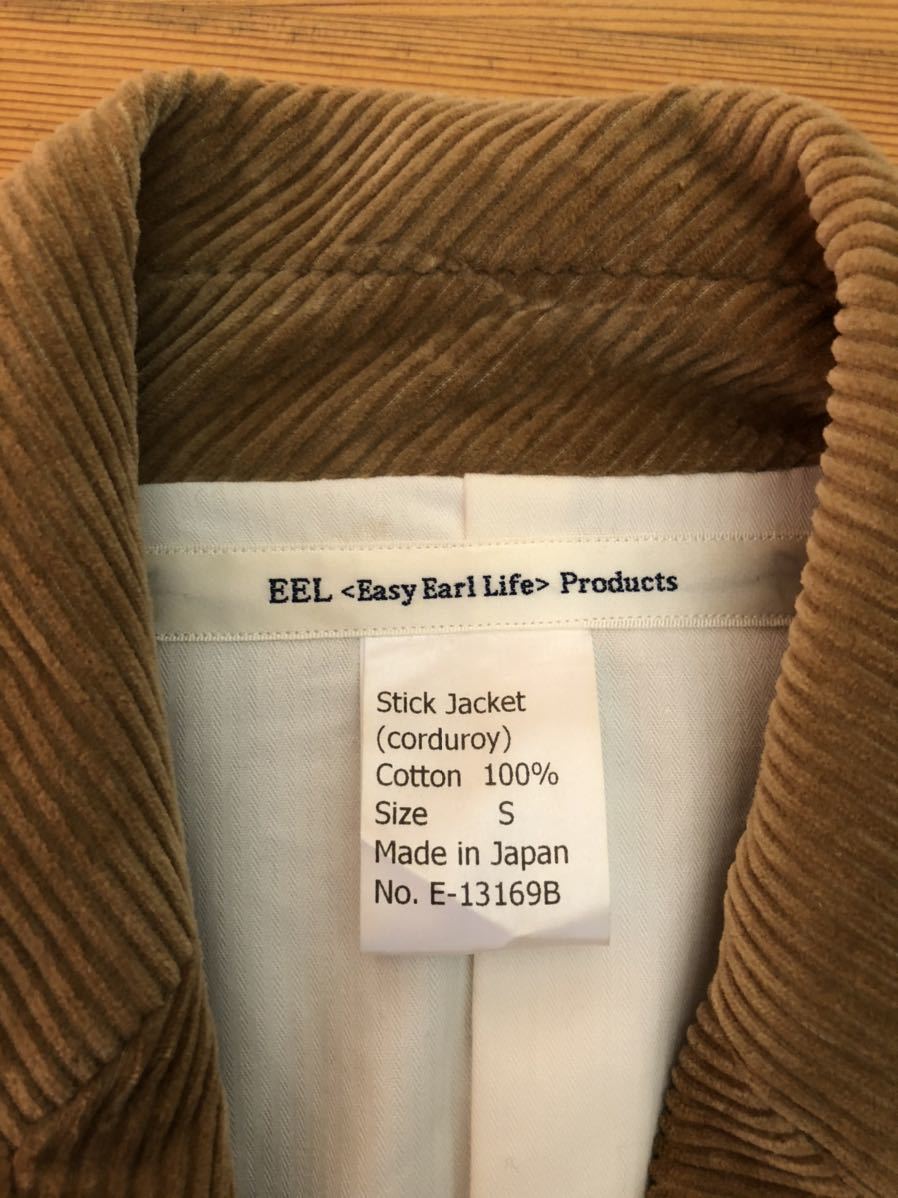 EEL <Easy Earl Life> Products
Stick Jacket
(corduroy)
Cotton 100%
Size S
Made in Japan
No. E-13169B